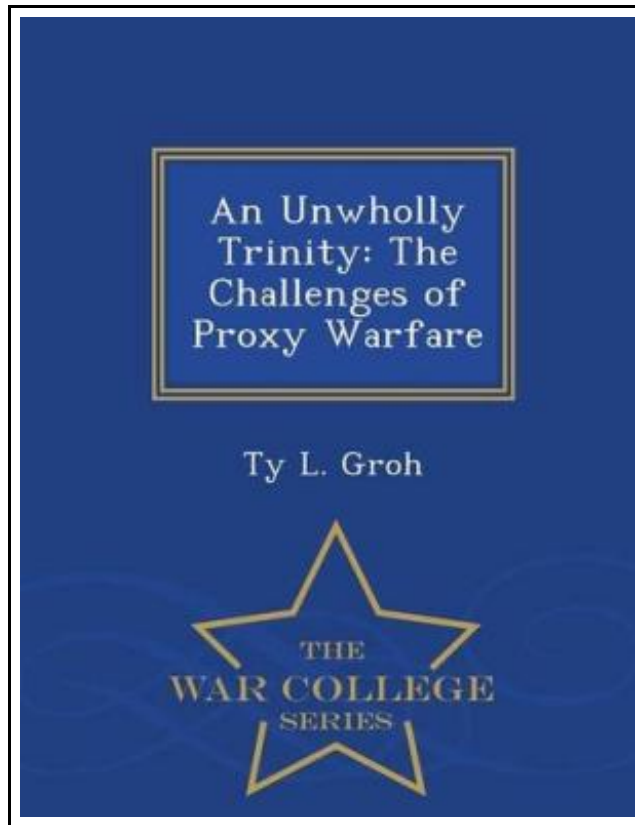 An Unwholly
Trinity: The
Challenges of
Proxy Warfare
Ty L. Groh
THE
WAR COLLEGE
SERIES